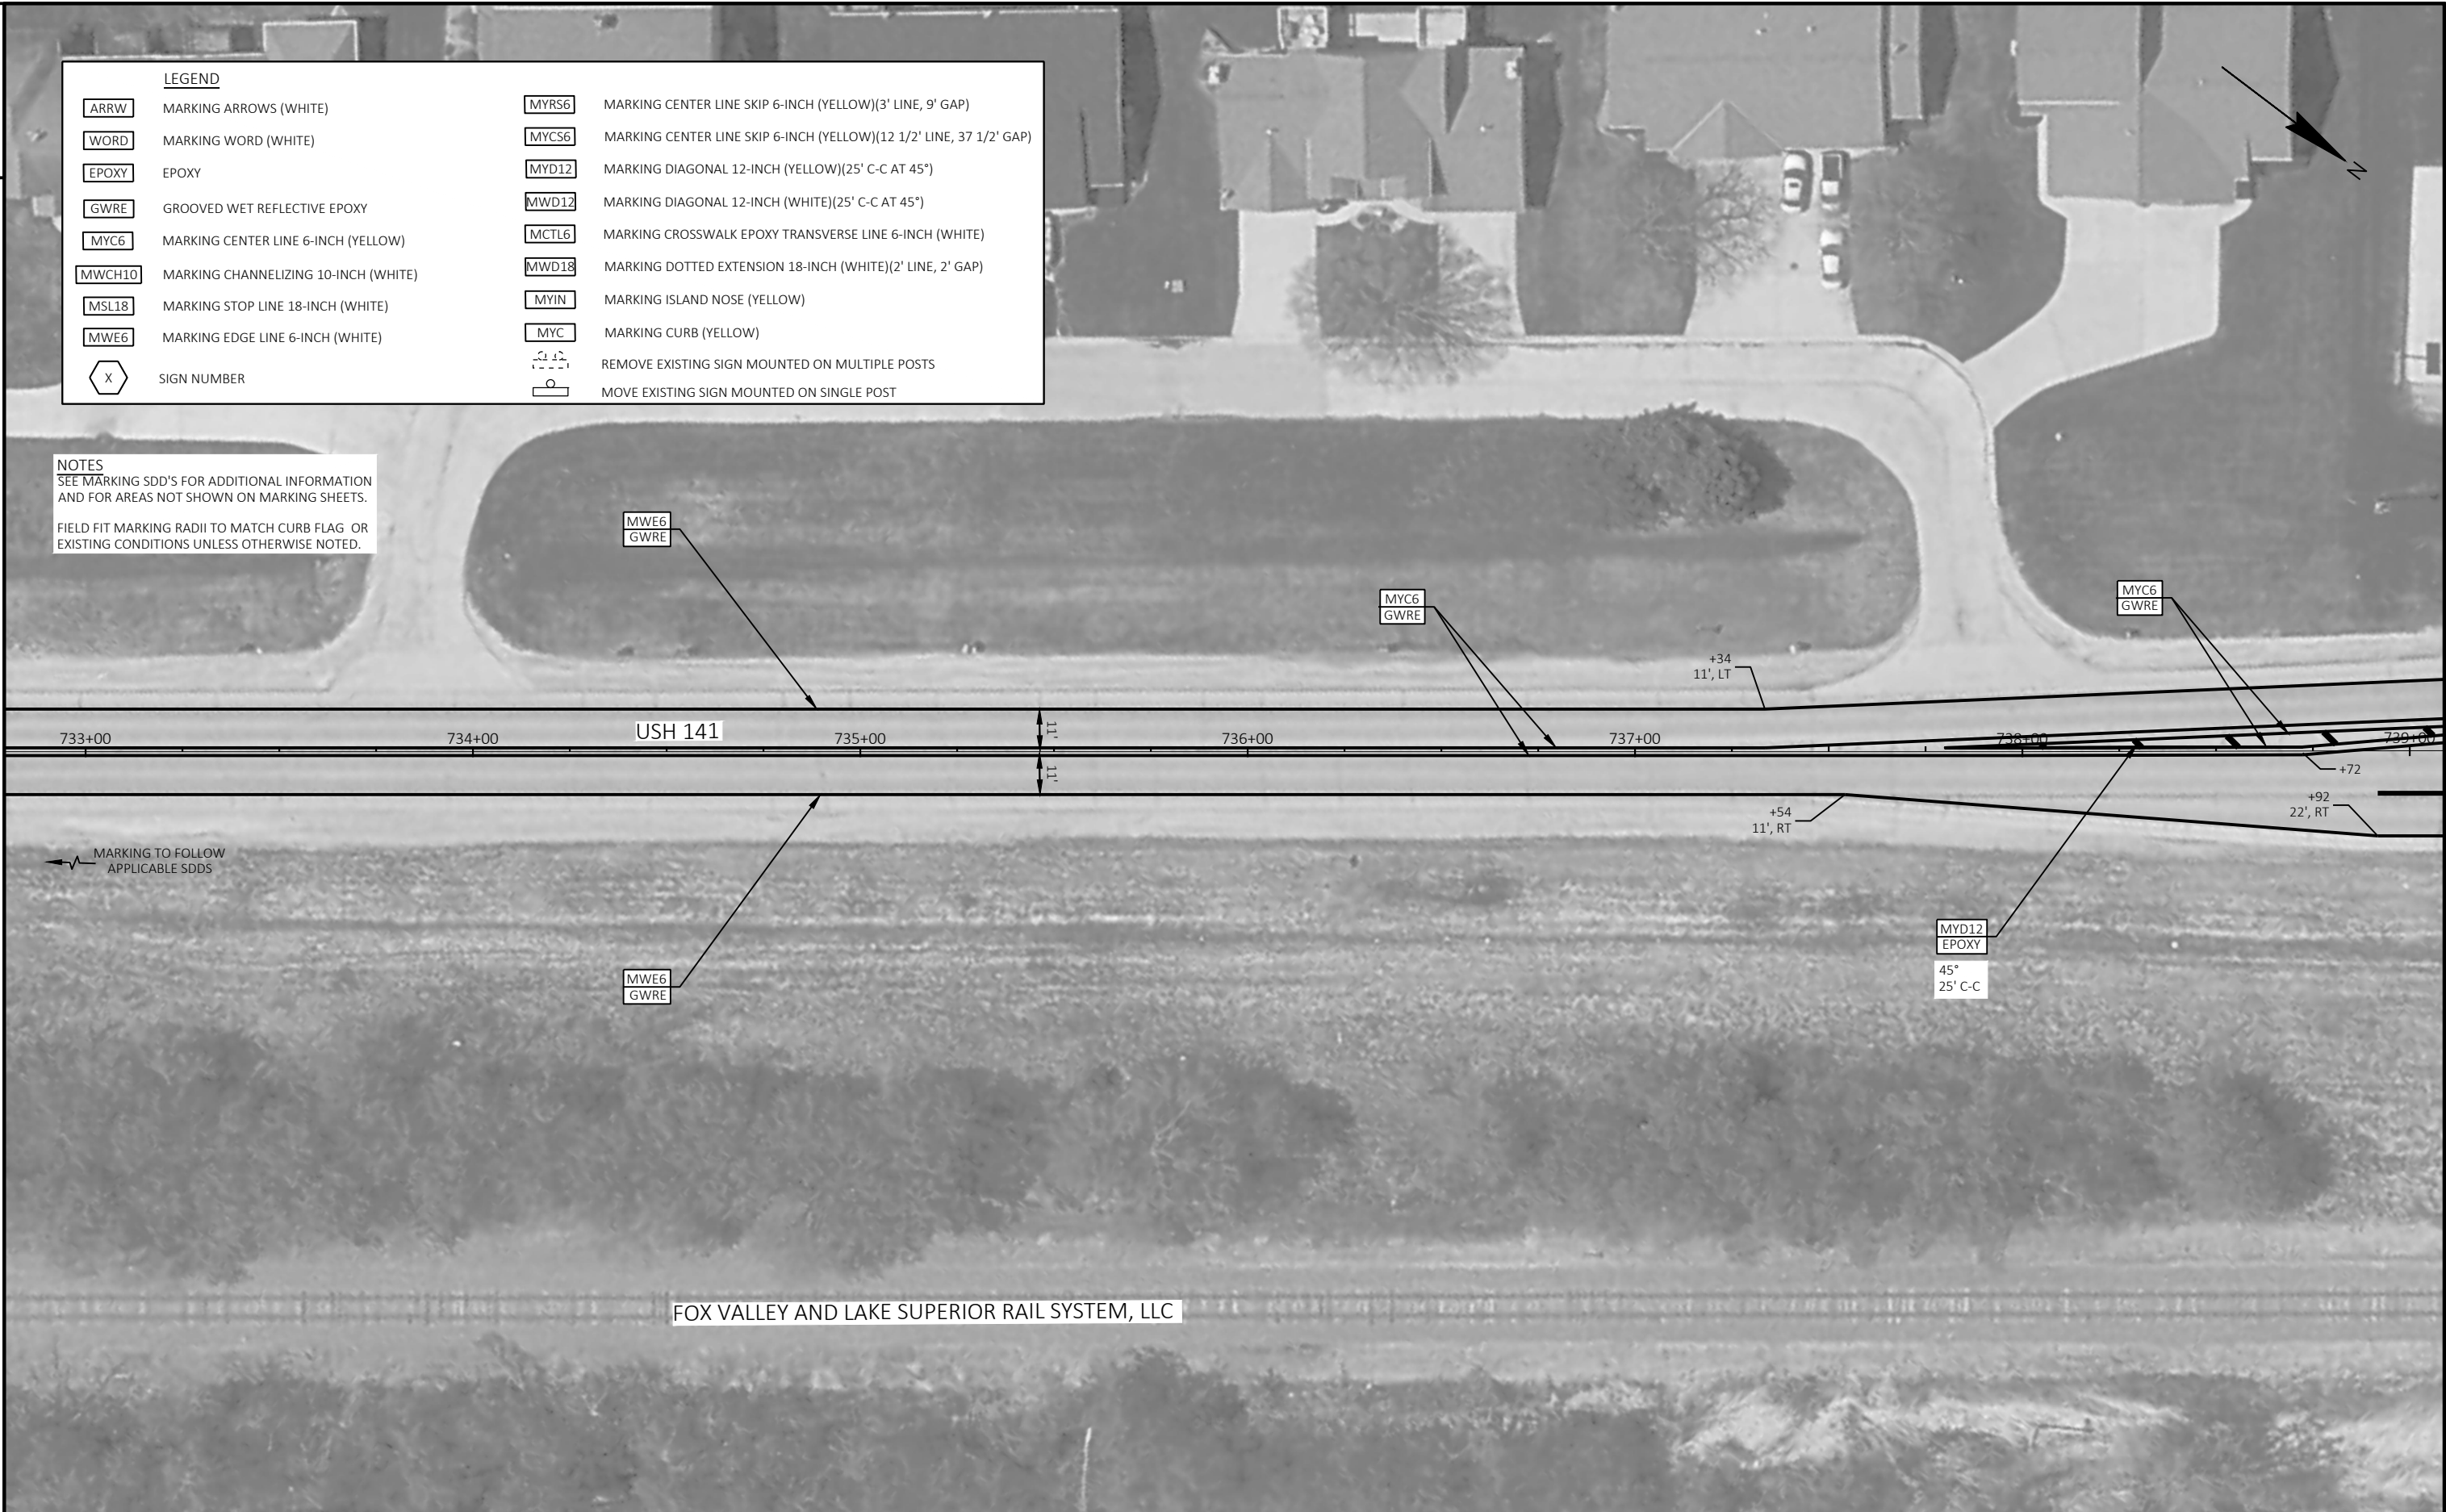 LEGEND
ARRW MARKING ARROWS (WHITE)
WORD MARKING WORD (WHITE)
EPOXY EPOXY
GWRE GROOVED WET REFLECTIVE EPOXY
MYC6 MARKING CENTER LINE 6-INCH (YELLOW)
MWCH10 MARKING CHANNELIZING 10-INCH (WHITE)
MSL18 MARKING STOP LINE 18-INCH (WHITE)
MWE6 MARKING EDGE LINE 6-INCH (WHITE)
X SIGN NUMBER
MYRS6 MARKING CENTER LINE SKIP 6-INCH (YELLOW)(3' LINE, 9' GAP)
MYCS6 MARKING CENTER LINE SKIP 6-INCH (YELLOW)(12 1/2' LINE, 37 1/2' GAP)
MYD12 MARKING DIAGONAL 12-INCH (YELLOW)(25' C-C AT 45°)
MWD12 MARKING DIAGONAL 12-INCH (WHITE)(25' C-C AT 45°)
MCTL6 MARKING CROSSWALK EPOXY TRANSVERSE LINE 6-INCH (WHITE)
MWD18 MARKING DOTTED EXTENSION 18-INCH (WHITE)(2' LINE, 2' GAP)
MYIN MARKING ISLAND NOSE (YELLOW)
MYC MARKING CURB (YELLOW)
REMOVE EXISTING SIGN MOUNTED ON MULTIPLE POSTS
MOVE EXISTING SIGN MOUNTED ON SINGLE POST
N
NOTES
SEE MARKING SDD'S FOR ADDITIONAL INFORMATION
AND FOR AREAS NOT SHOWN ON MARKING SHEETS.
FIELD FIT MARKING RADII TO MATCH CURB FLAG OR
EXISTING CONDITIONS UNLESS OTHERWISE NOTED.
MWE6
GWRE
MYC6
GWRE
MYC6
GWRE
+34
11', LT
USH 141
11'
733+00
734+00
735+00
736+00
737+00
738+00
739+00
11'
+72
+54
11', RT
+92
22', RT
MARKING TO FOLLOW
APPLICABLE SDDS
MWE6
GWRE
MYD12
EPOXY
45°
25' C-C
FOX VALLEY AND LAKE SUPERIOR RAIL SYSTEM, LLC